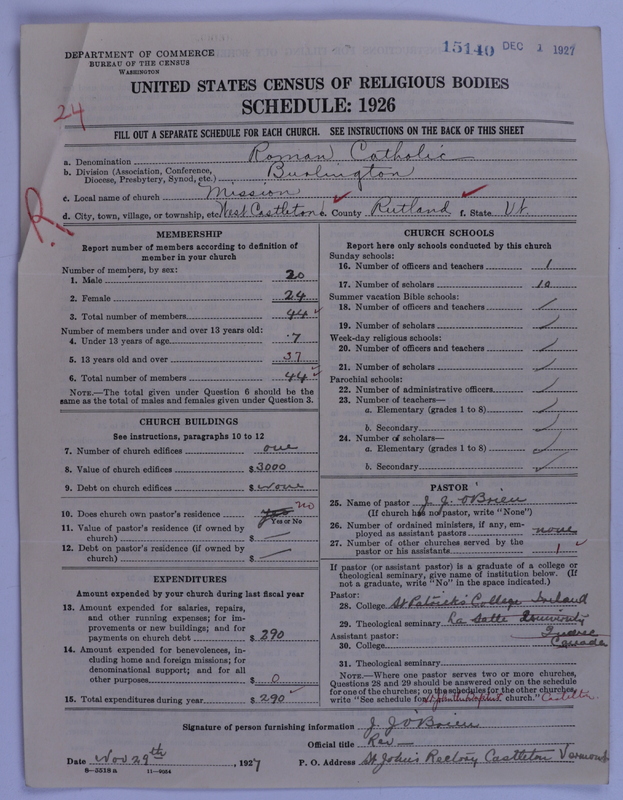 DEPARTMENT OF COMMERCE
BUREAU OF THE CENSUS
WASHINGTON
15140 DEC 1 1927
24
UNITED STATES CENSUS OF RELIGIOUS BODIES
SCHEDULE: 1926
FILL OUT A SEPARATE SCHEDULE FOR EACH CHURCH. SEE INSTRUCTIONS ON THE BACK OF THIS SHEET
a. Denomination Roman Catholic
b. Division (Association, Conference, Diocese, Presbytery, Synod, etc.) Burlington
c. Local name of church Mission
d. City, town, village, or township, etc. West Castleton e. County Rutland f. State Vt
R.
MEMBERSHIP
Report number of members according to definition of
member in your church
Number of members, by sex:
1. Male 20
2. Female 24
3. Total number of members 44
Number of members under and over 13 years old:
4. Under 13 years of age 7
5. 13 years old and over 37
6. Total number of members 44
NOTE.—The total given under Question 6 should be
same as the total of males and females given under Question 3.
CHURCH BUILDINGS
See instructions, paragraphs 10 to 12
7. Number of church edifices one
8. Value of church edifices $ 3000
9. Debt on church edifices $ none
10. Does church own pastor's residence yes no
Yes or No
11. Value of pastor's residence (if owned by
church) $ —
12. Debt on pastor's residence (if owned by
church) $ —
EXPENDITURES
Amount expended by your church during last fiscal year
13. Amount expended for salaries, repairs,
and other running expenses; for im-
provements or new buildings; and for
payments on church debt $ 290
14. Amount expended for benevolences, in-
cluding home and foreign missions; for
denominational support; and for all
other purposes $ 0
15. Total expenditures during year $ 290
CHURCH SCHOOLS
Report here only schools conducted by this church
Sunday schools:
16. Number of officers and teachers 1
17. Number of scholars 10
Summer vacation Bible schools:
18. Number of officers and teachers
19. Number of scholars
Week-day religious schools:
20. Number of officers and teachers
21. Number of scholars
Parochial schools:
22. Number of administrative officers
23. Number of teachers—
a. Elementary (grades 1 to 8)
b. Secondary
24. Number of scholars—
a. Elementary (grades 1 to 8)
b. Secondary
PASTOR
25. Name of pastor J. J. O'Brien
(If church has no pastor, write "None")
26. Number of ordained ministers, if any, em-
ployed as assistant pastors none
27. Number of other churches served by the
pastor or his assistants 1
If pastor (or assistant pastor) is a graduate of a college or
theological seminary, give name of institution below. (If
not a graduate, write "No" in the space indicated.)
Pastor:
28. College St Patrick's College Ireland
29. Theological seminary
Assistant pastor:
30. College Canada
31. Theological seminary
NOTE.—Where one pastor serves two or more churches,
Questions 28 and 29 should be answered only on the schedule
for one of the churches; on the schedules for the other churches,
write "See schedule for St John the Baptist church."
Signature of person furnishing information J. J. O'Brien
Official title Rev
Date Nov 29th, 1927 P. O. Address St John's Rectory Castleton Vermont
8—5518a 11—9054